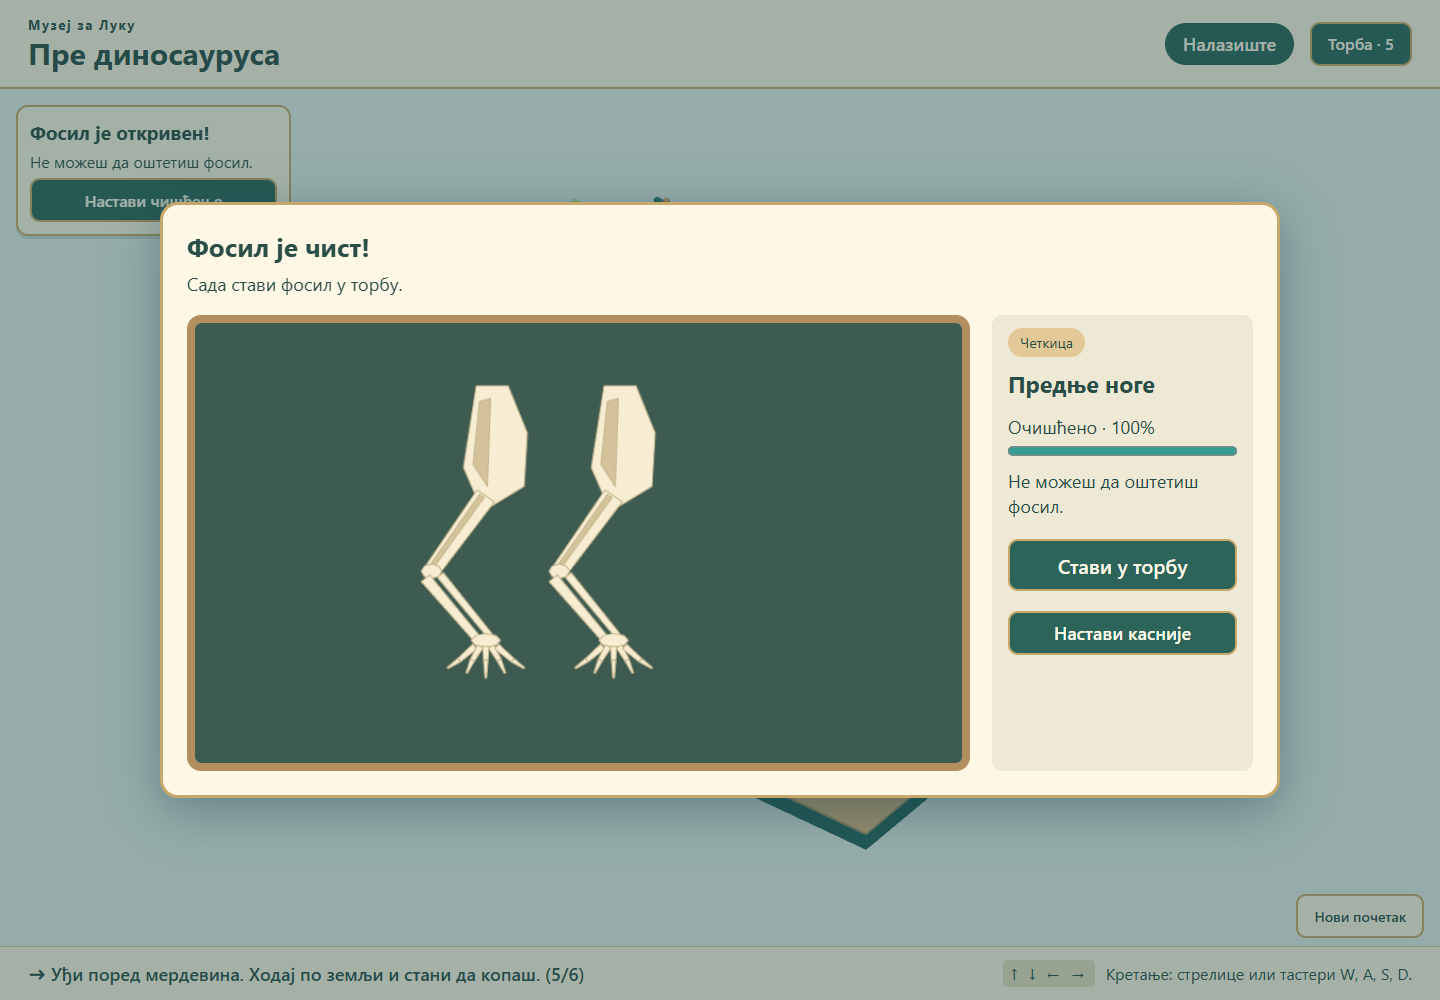 Музеј за Луку
Пре диносауруса
Налазиште
Торба · 5
Фосил је откривен!
Не можеш да оштетиш фосил.
Настави чишћење
Фосил је чист!
Сада стави фосил у торбу.
Четкица
Предње ноге
Очишћено · 100%
Не можеш да оштетиш
фосил.
Стави у торбу
Настави касније
Нови почетак
→ Уђи поред мердевина. Ходај по земљи и стани да копаш. (5/6)
↑ ↓ ← → Кретање: стрелице или тастери W, A, S, D.